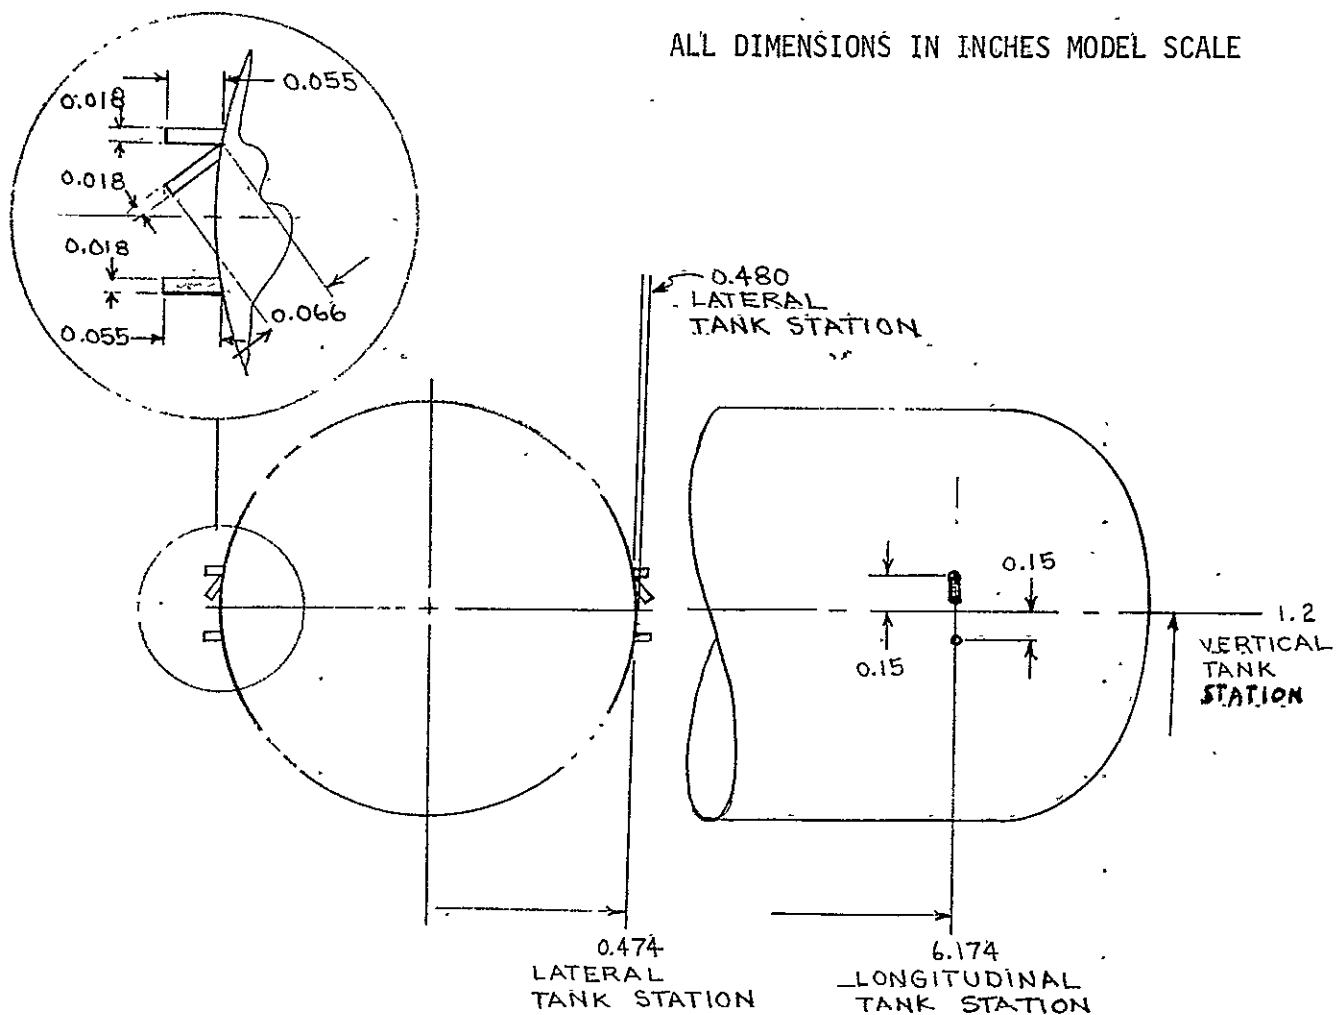 ALL DIMENSIONS IN INCHES MODEL SCALE
0.055
0.018
0.018
0.018
0.066
0.055
0.480
LATERAL
TANK STATION
0.15
0.15
1.2
VERTICAL
TANK
STATION
0.474
LATERAL
TANK STATION
6.174
LONGITUDINAL
TANK STATION